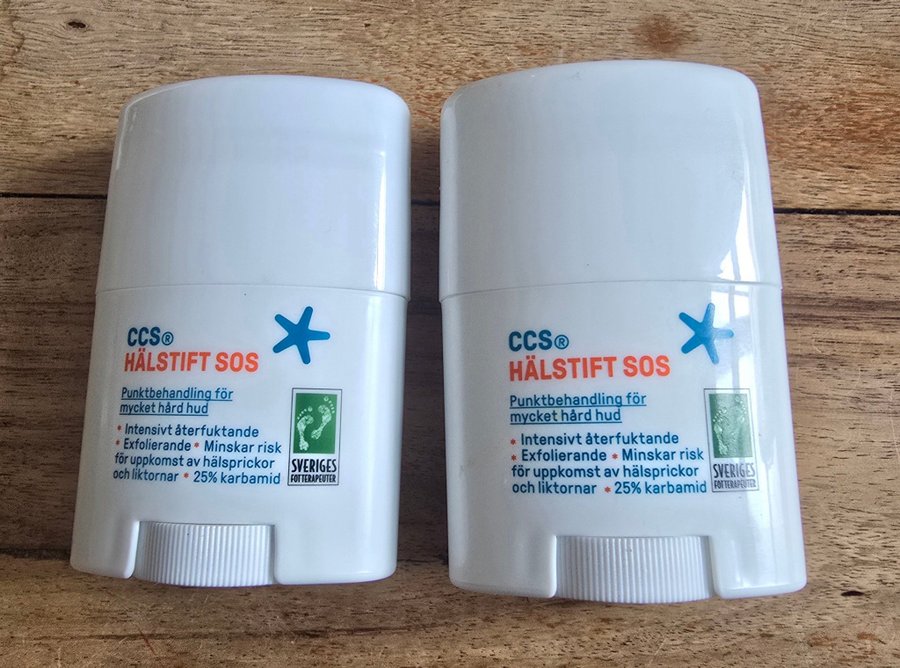 CCS®
HÄLSTIFT SOS
Punktbehandling för
mycket hård hud
* Intensivt återfuktande
* Exfolierande * Minskar risk
för uppkomst av hälsprickor
och liktornar * 25% karbamid
SVERIGES
FOTTERAPEUTER
CCS®
HÄLSTIFT SOS
Punktbehandling för
mycket hård hud
* Intensivt återfuktande
* Exfolierande * Minskar risk
för uppkomst av hälsprickor
och liktornar * 25% karbamid
SVERIGES
FOTTERAPEUTER